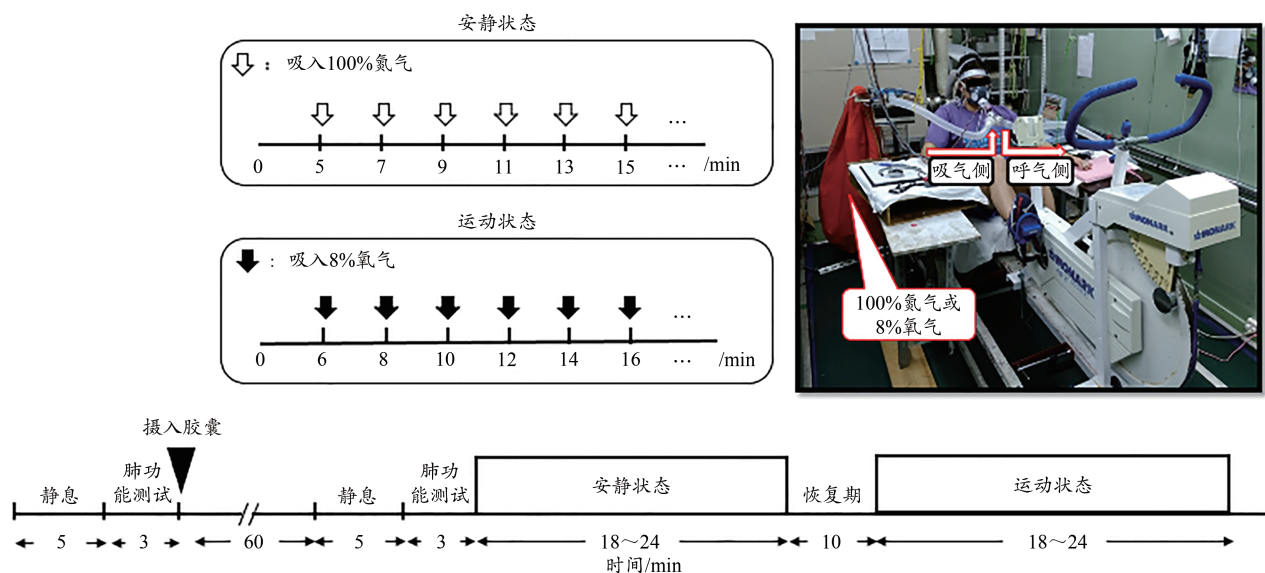 安静状态
：吸入100%氮气
0 5 7 9 11 13 15 … /min
运动状态
：吸入8%氧气
0 6 8 10 12 14 16 … /min
吸气侧
呼气侧
100%氮气或
8%氧气
MONARK
MONARK
MONARK
摄入胶囊
静息
肺功
能测试
静息
肺功
能测试
安静状态
恢复期
运动状态
5 3 60 5 3 18～24 10 18～24
时间/min